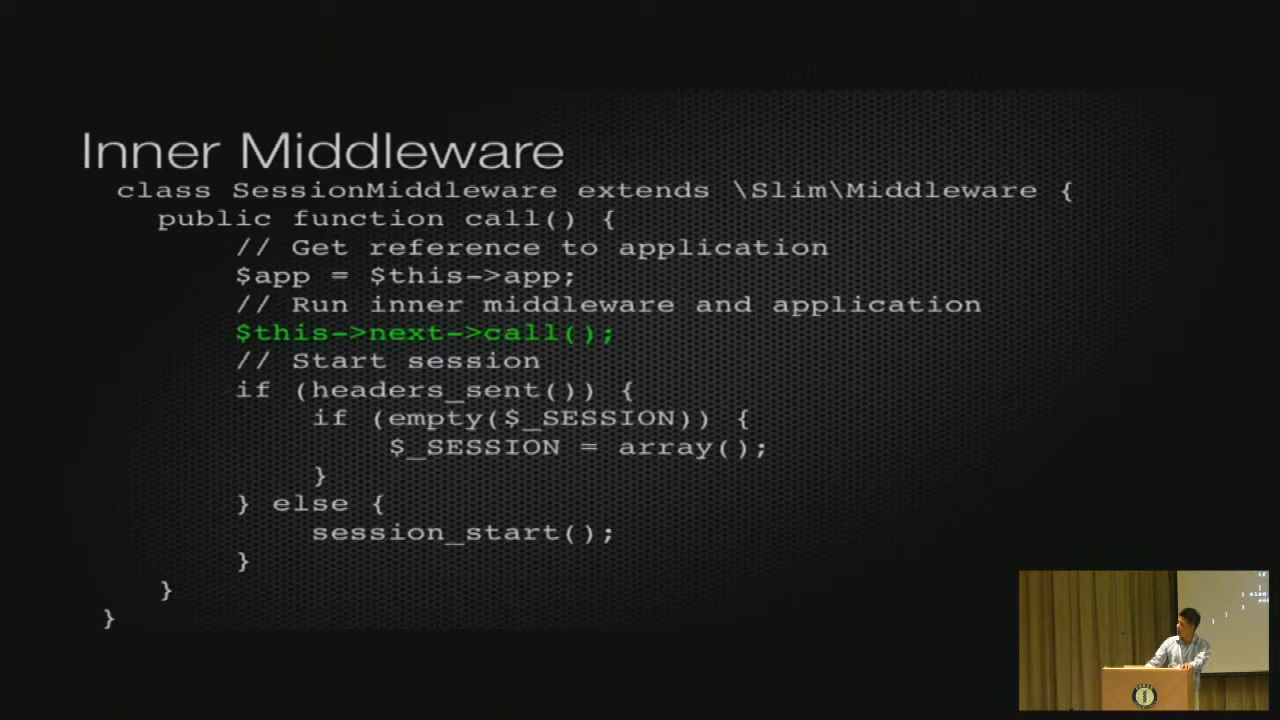 Inner Middleware
class SessionMiddleware extends \Slim\Middleware {
public function call() {
// Get reference to application
$app = $this->app;
// Run inner middleware and application
$this->next->call();
// Start session
if (headers_sent()) {
if (empty($_SESSION)) {
$_SESSION = array();
}
} else {
session_start();
}
}
}